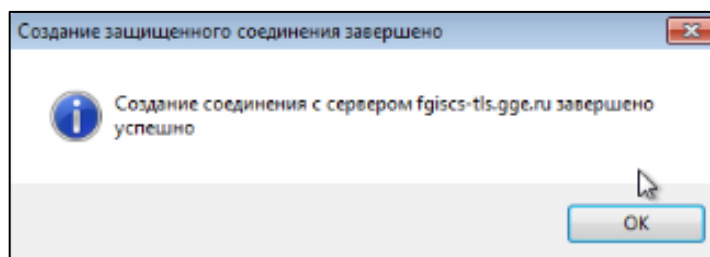 Создание защищенного соединения завершено
Создание соединения с сервером fgiscs-tls.gge.ru завершено
успешно
OK